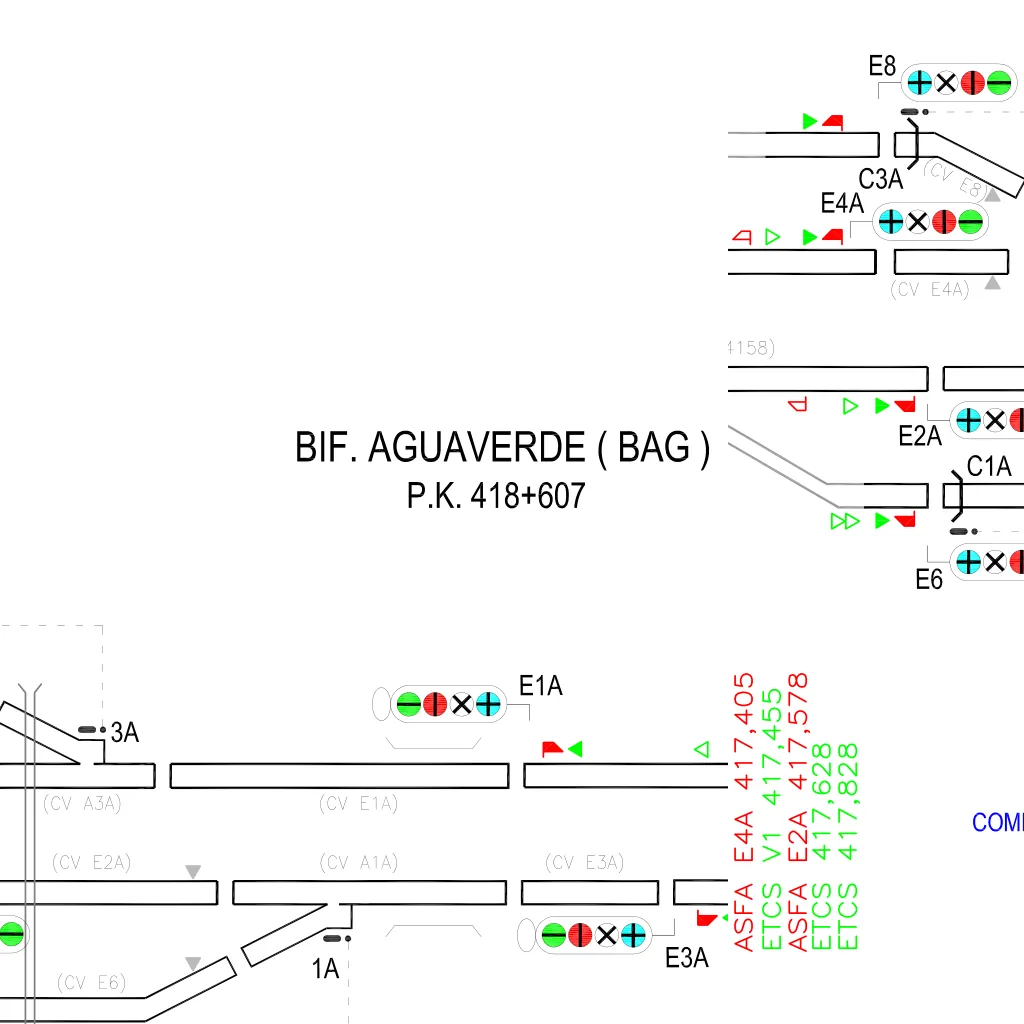 E8
C3A
(CV E8)
E4A
(CV E4A)
4158)
BIF. AGUAVERDE ( BAG )
P.K. 418+607
E2A
C1A
E6
E1A
3A
(CV A3A)
(CV E1A)
(CV E2A)
(CV A1A)
(CV E3A)
E3A
1A
(CV E6)
ASFA E4A 417,405
ETCS V1 417,455
ASFA E2A 417,578
ETCS 417,628
ETCS 417,828